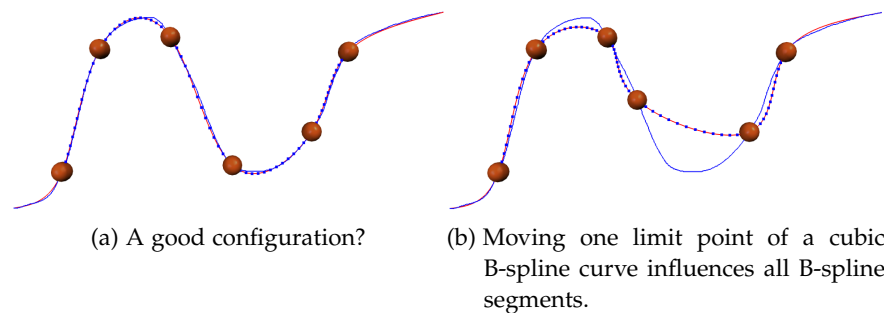 (a) A good configuration?
(b) Moving one limit point of a cubic
B-spline curve influences all B-spline
segments.